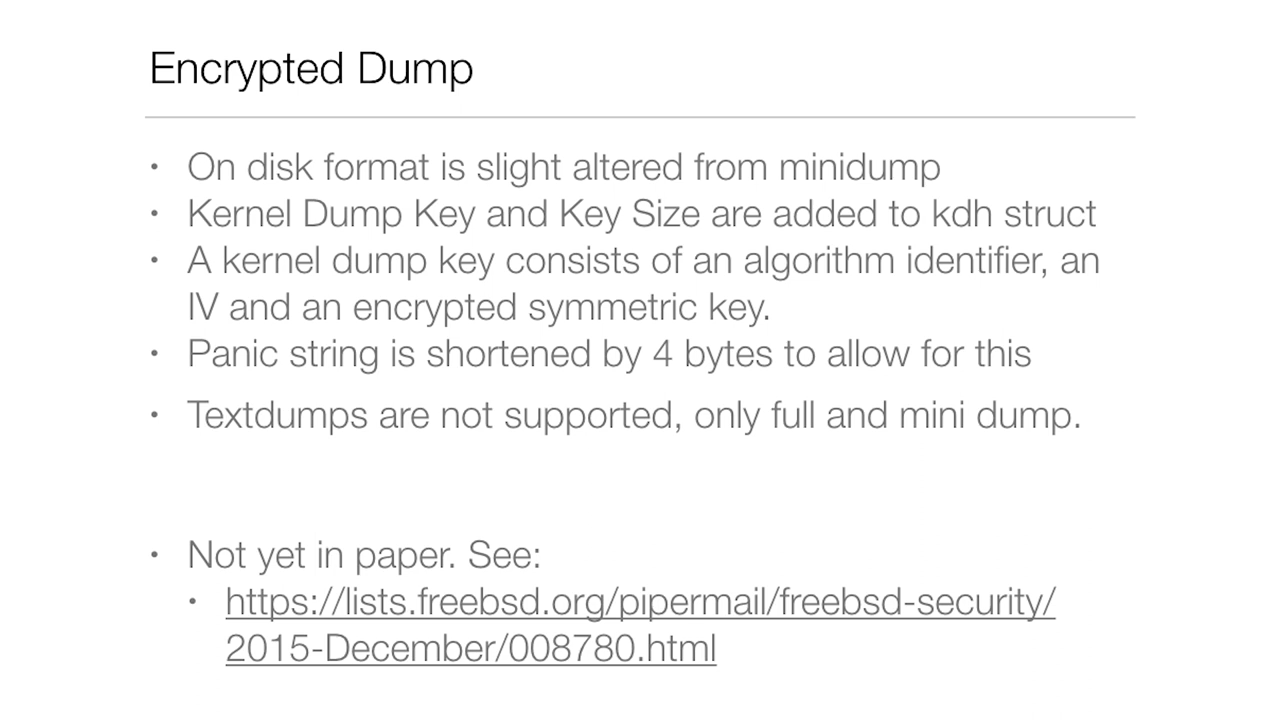 Encrypted Dump
• On disk format is slight altered from minidump
• Kernel Dump Key and Key Size are added to kdh struct
• A kernel dump key consists of an algorithm identifier, an
IV and an encrypted symmetric key.
• Panic string is shortened by 4 bytes to allow for this
• Textdumps are not supported, only full and mini dump.
• Not yet in paper. See:
• https://lists.freebsd.org/pipermail/freebsd-security/
2015-December/008780.html